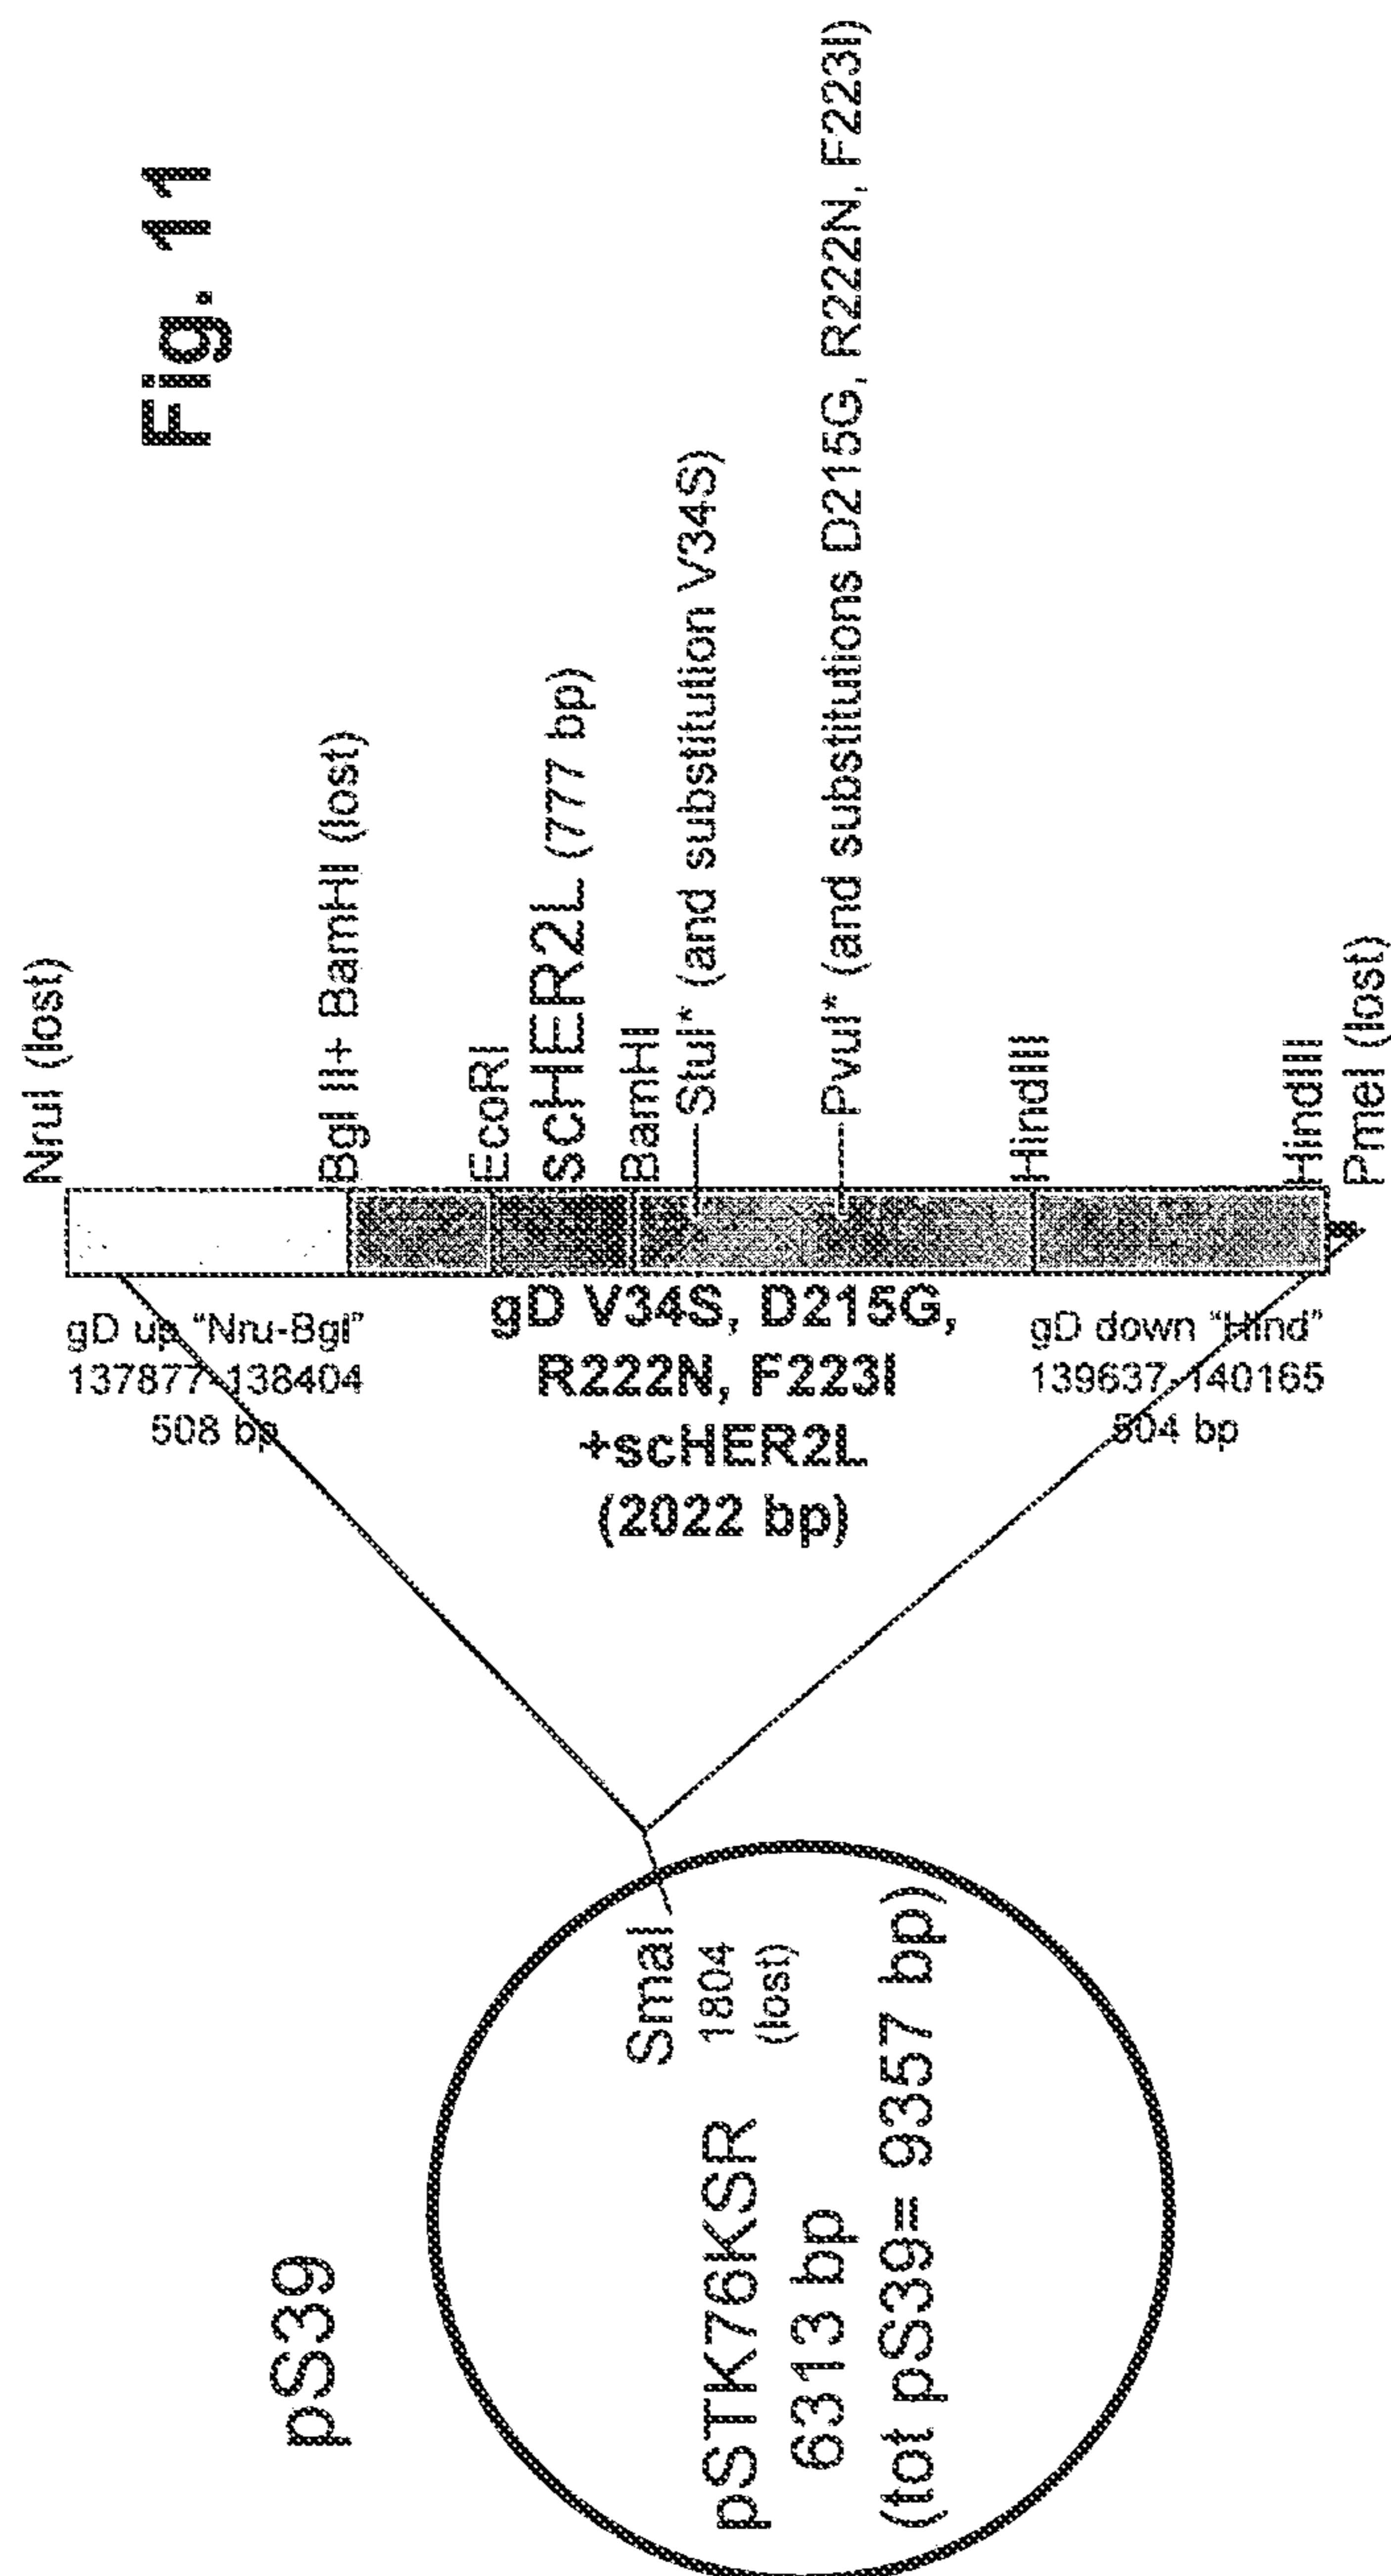 Fig. 11
pS39
NruI (lost)
Bgl II+ BamHI (lost)
EcoRI
scHER2L (777 bp)
BamHI
StuI* (and substitution V34S)
PvuI* (and substitutions D215G, R222N, F223I)
HindIII
HindIII
PmeI (lost)
gD up "Nru-Bgl"
137877-138404
508 bp
gD V34S, D215G,
R222N, F223I
+scHER2L
(2022 bp)
gD down "Hind"
139637-140165
504 bp
SmaI
1804
(lost)
pSTK76KSR
6313 bp
(tot pS39= 9357 bp)